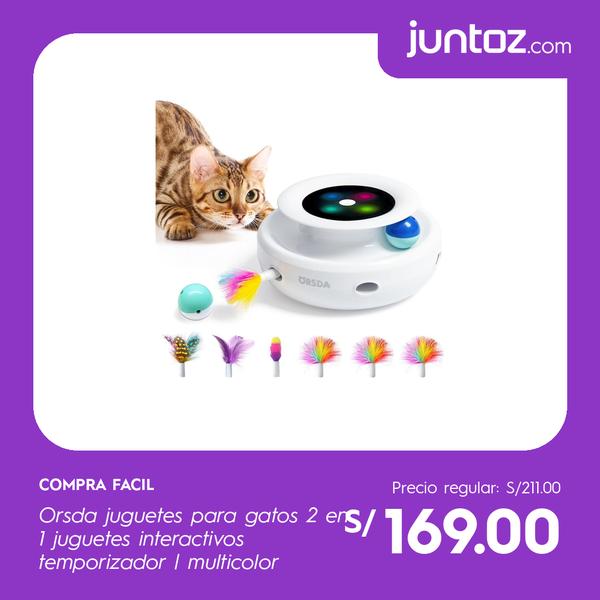 juntoz.com
ORSDA
COMPRA FACIL
Orsda juguetes para gatos 2 en
1 juguetes interactivos
temporizador | multicolor
Precio regular: S/211.00
S/ 169.00